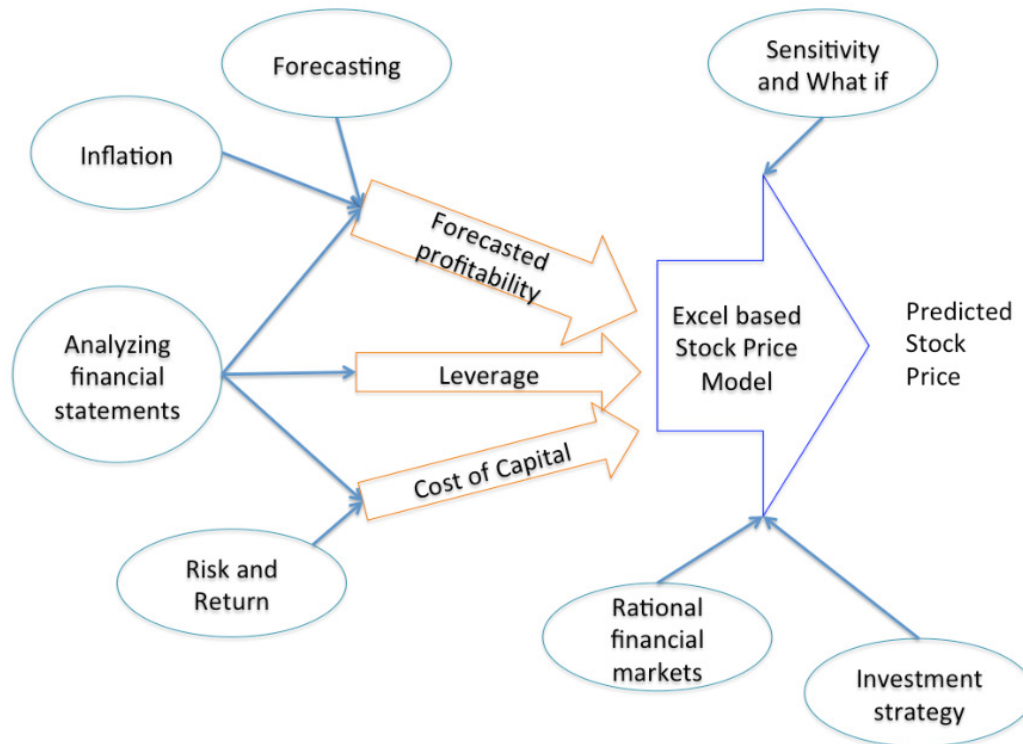 Forecasting
Sensitivity
and What if
Inflation
Forecasted
profitability
Analyzing
financial
statements
Leverage
Excel based
Stock Price
Model
Predicted
Stock
Price
Cost of Capital
Risk and
Return
Rational
financial
markets
Investment
strategy